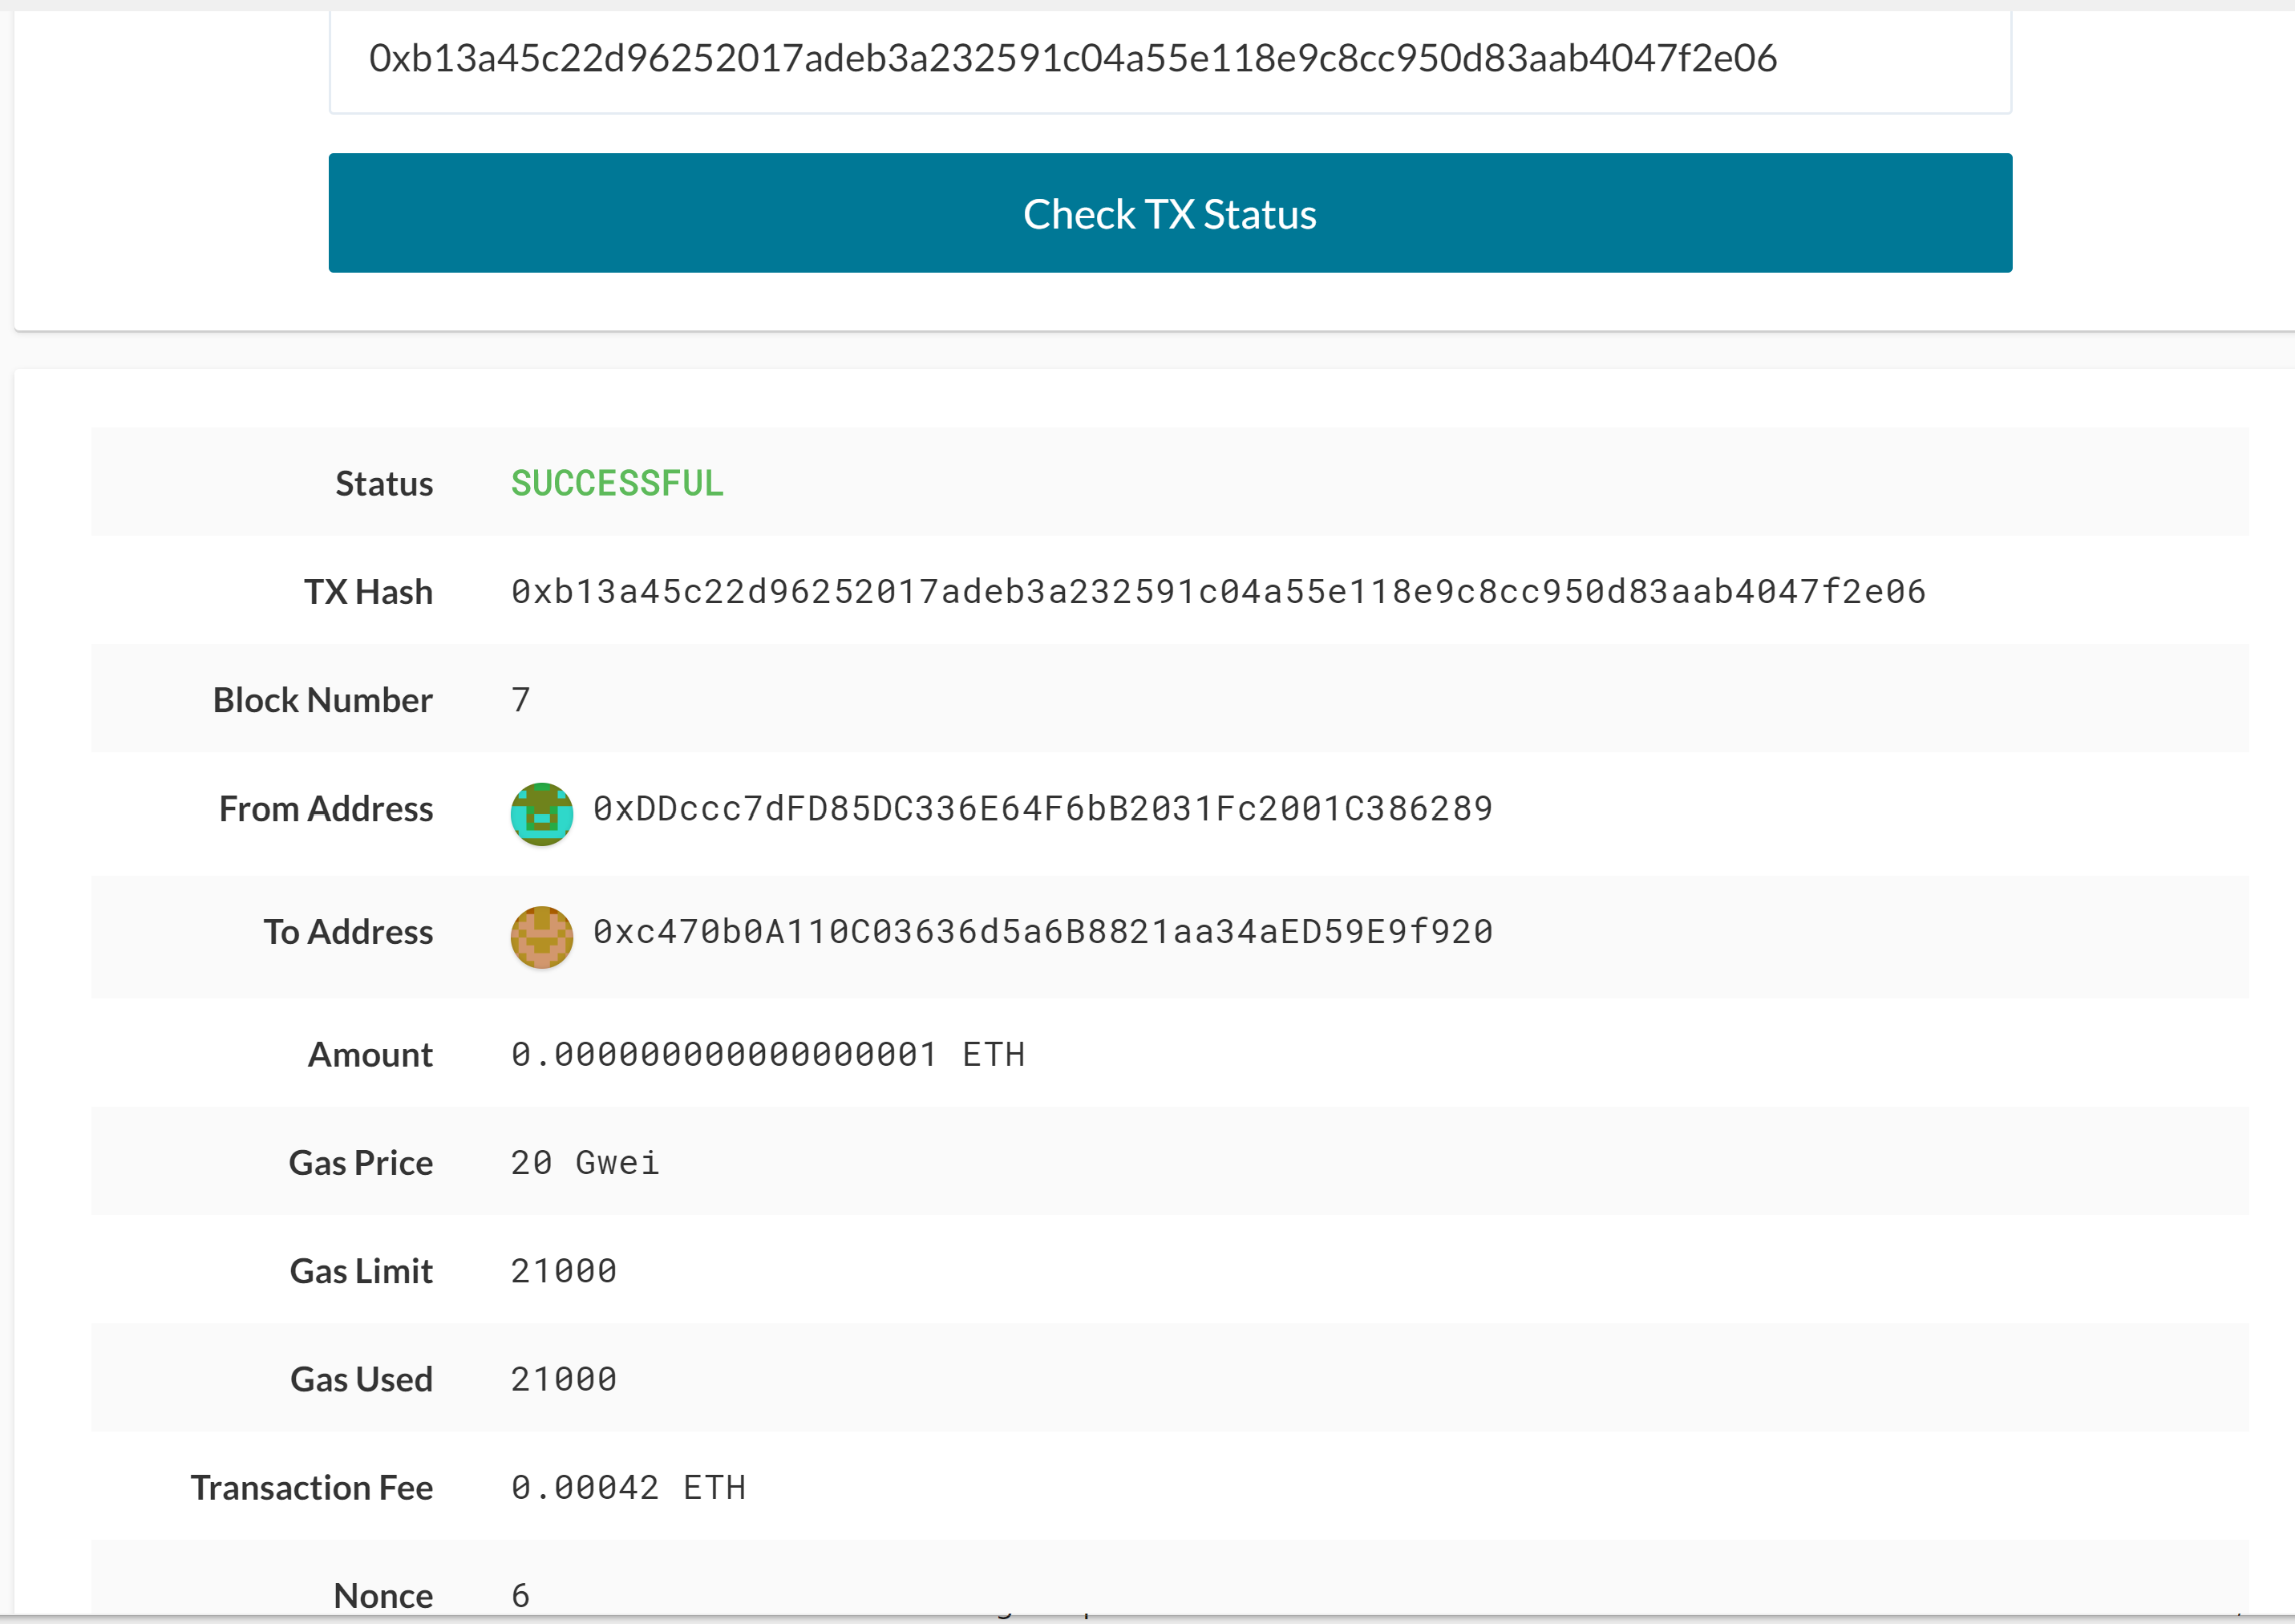 0xb13a45c22d96252017adeb3a232591c04a55e118e9c8cc950d83aab4047f2e06
Check TX Status
Status SUCCESSFUL
TX Hash 0xb13a45c22d96252017adeb3a232591c04a55e118e9c8cc950d83aab4047f2e06
Block Number 7
From Address 0xDDccc7dFD85DC336E64F6bB2031Fc2001C386289
To Address 0xc470b0A110C03636d5a6B8821aa34aED59E9f920
Amount 0.000000000000000001 ETH
Gas Price 20 Gwei
Gas Limit 21000
Gas Used 21000
Transaction Fee 0.00042 ETH
Nonce 6